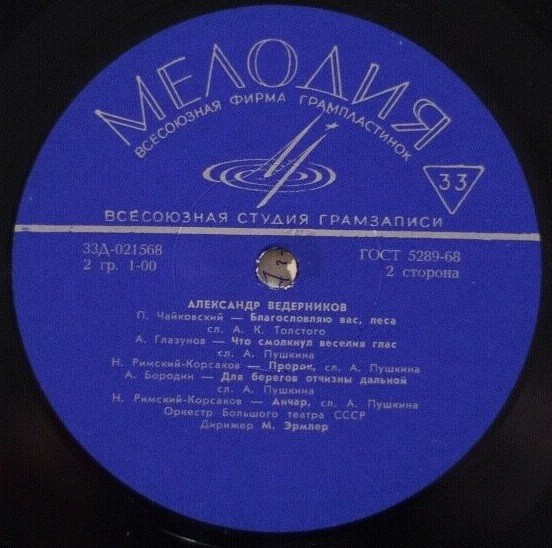 МЕЛОДИЯ
ВСЕСОЮЗНАЯ ФИРМА ГРАМПЛАСТИНОК
33
ВСЕСОЮЗНАЯ СТУДИЯ ГРАМЗАПИСИ
33Д-021568 ГОСТ 5289-68
2 гр. 1-00 2 сторона
АЛЕКСАНДР ВЕДЕРНИКОВ
П. Чайковский — Благословляю вас, леса
сл. А. К. Толстого
А. Глазунов — Что смолкнул веселия глас
сл. А. Пушкина
Н. Римский-Корсаков — Пророк, сл. А. Пушкина
А. Бородин — Для берегов отчизны дальной
сл. А. Пушкина
Н. Римский-Корсаков — Анчар, сл. А. Пушкина
Оркестр Большого театра СССР
Дирижер М. Эрмлер